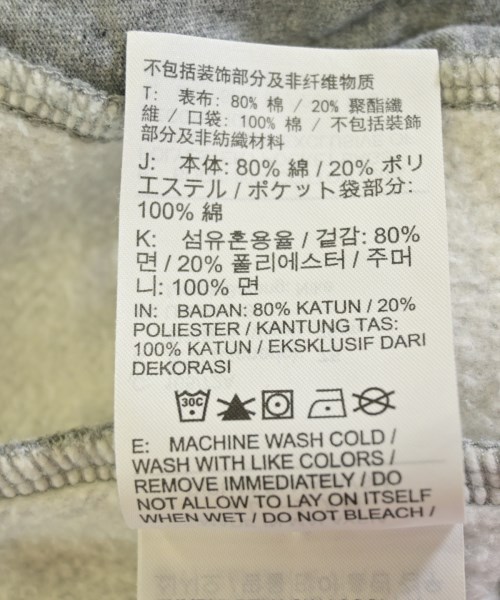 不包括装饰部分及非纤维物质
T: 表布: 80% 棉 / 20% 聚酯纖
維 / 口袋: 100% 棉 / 不包括裝飾
部分及非紡織材料
J: 本体: 80% 綿 / 20% ポリ
エステル / ポケット袋部分:
100% 綿
K: 섬유혼용율 / 겉감: 80%
면 / 20% 폴리에스터 / 주머
니: 100% 면
IN: BADAN: 80% KATUN / 20%
POLIESTER / KANTUNG TAS:
100% KATUN / EKSKLUSIF DARI
DEKORASI
30C
E: MACHINE WASH COLD /
WASH WITH LIKE COLORS /
REMOVE IMMEDIATELY / DO
NOT ALLOW TO LAY ON ITSELF
WHEN WET / DO NOT BLEACH /